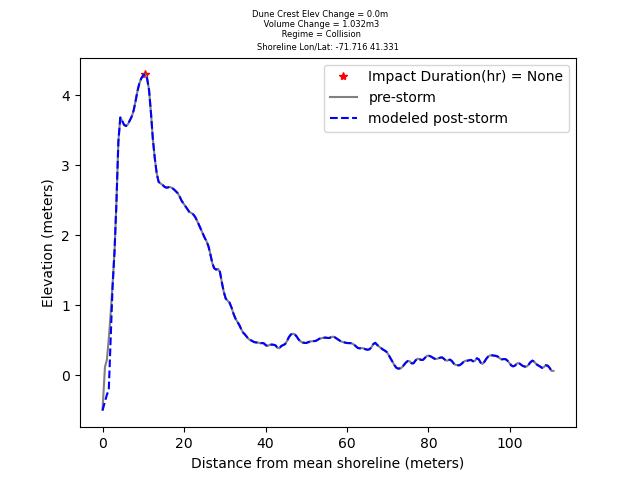 Dune Crest Elev Change = 0.0m
Volume Change = 1.032m3
Regime = Collision
Shoreline Lon/Lat: -71.716 41.331
Impact Duration(hr) = None
pre-storm
modeled post-storm
Elevation (meters)
4
3
2
1
0
0 20 40 60 80 100
Distance from mean shoreline (meters)